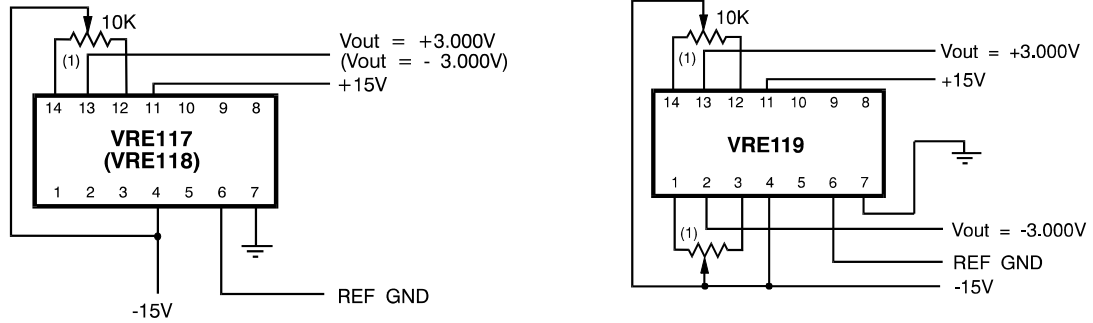 10K
(1)
Vout = +3.000V
(Vout = - 3.000V)
+15V
14 13 12 11 10 9 8
VRE117
(VRE118)
1 2 3 4 5 6 7
-15V
REF GND
10K
(1)
Vout = +3.000V
+15V
14 13 12 11 10 9 8
VRE119
1 2 3 4 5 6 7
(1)
Vout = -3.000V
REF GND
-15V